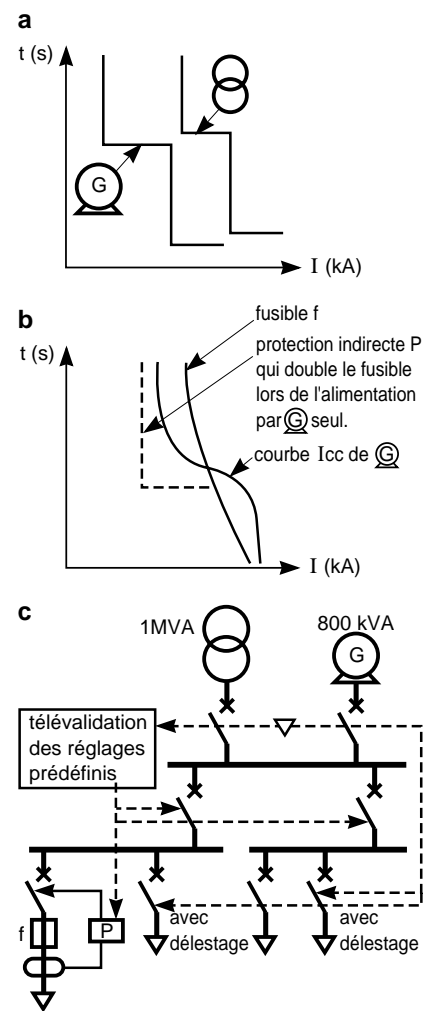 a
t (s)
G
I (kA)
b
fusible f
t (s)
protection indirecte P
qui double le fusible
lors de l'alimentation
par G seul.
courbe Icc de G
I (kA)
c
1MVA
800 kVA
G
télévalidation
des réglages
prédéfinis
f
P
avec
délestage
avec
délestage